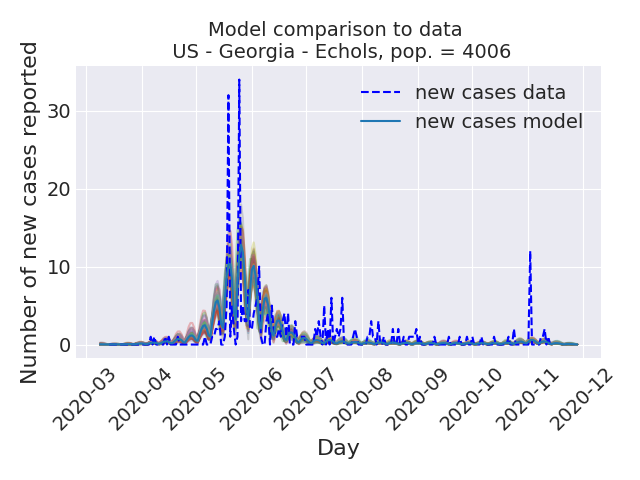 Model comparison to data
US - Georgia - Echols, pop. = 4006
Number of new cases reported
30
20
10
0
new cases data
new cases model
2020-03
2020-04
2020-05
2020-06
2020-07
2020-08
2020-09
2020-10
2020-11
2020-12
Day